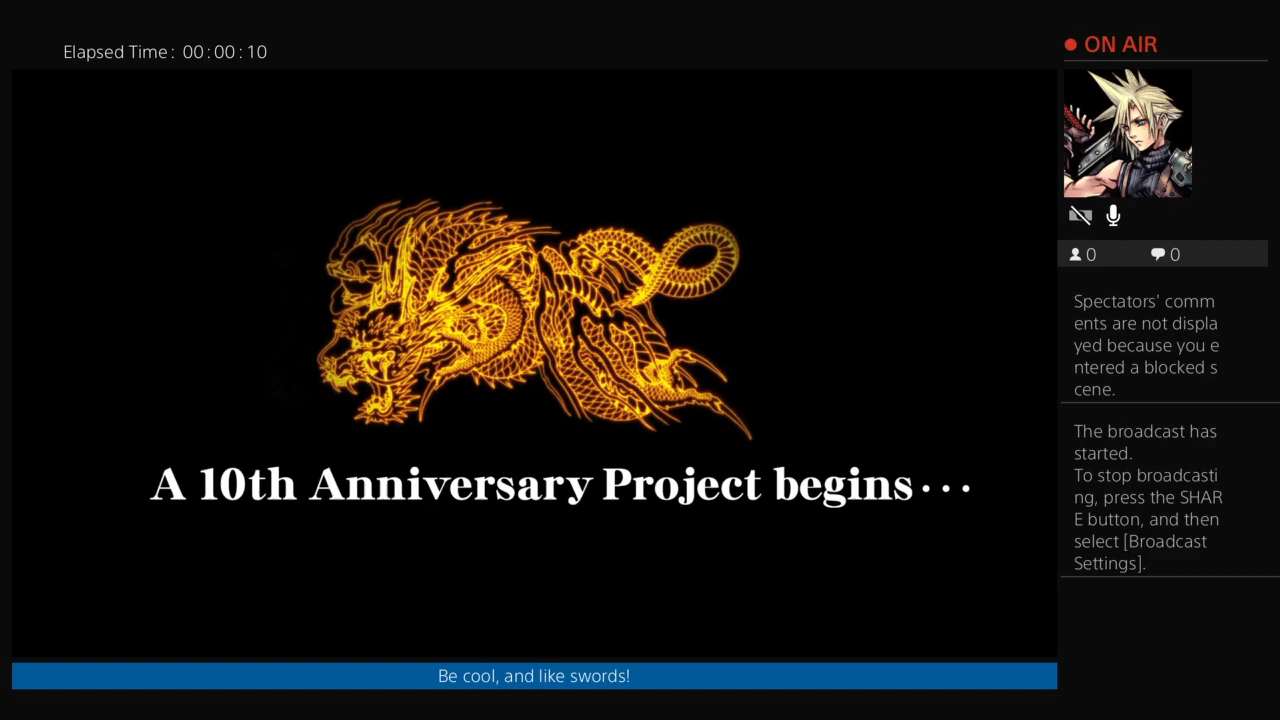 Elapsed Time: 00:00:10
ON AIR
0 0
Spectators' comm
ents are not displa
yed because you e
ntered a blocked s
cene.
The broadcast has
started.
To stop broadcasti
ng, press the SHAR
E button, and then
select [Broadcast
Settings].
A 10th Anniversary Project begins···
Be cool, and like swords!